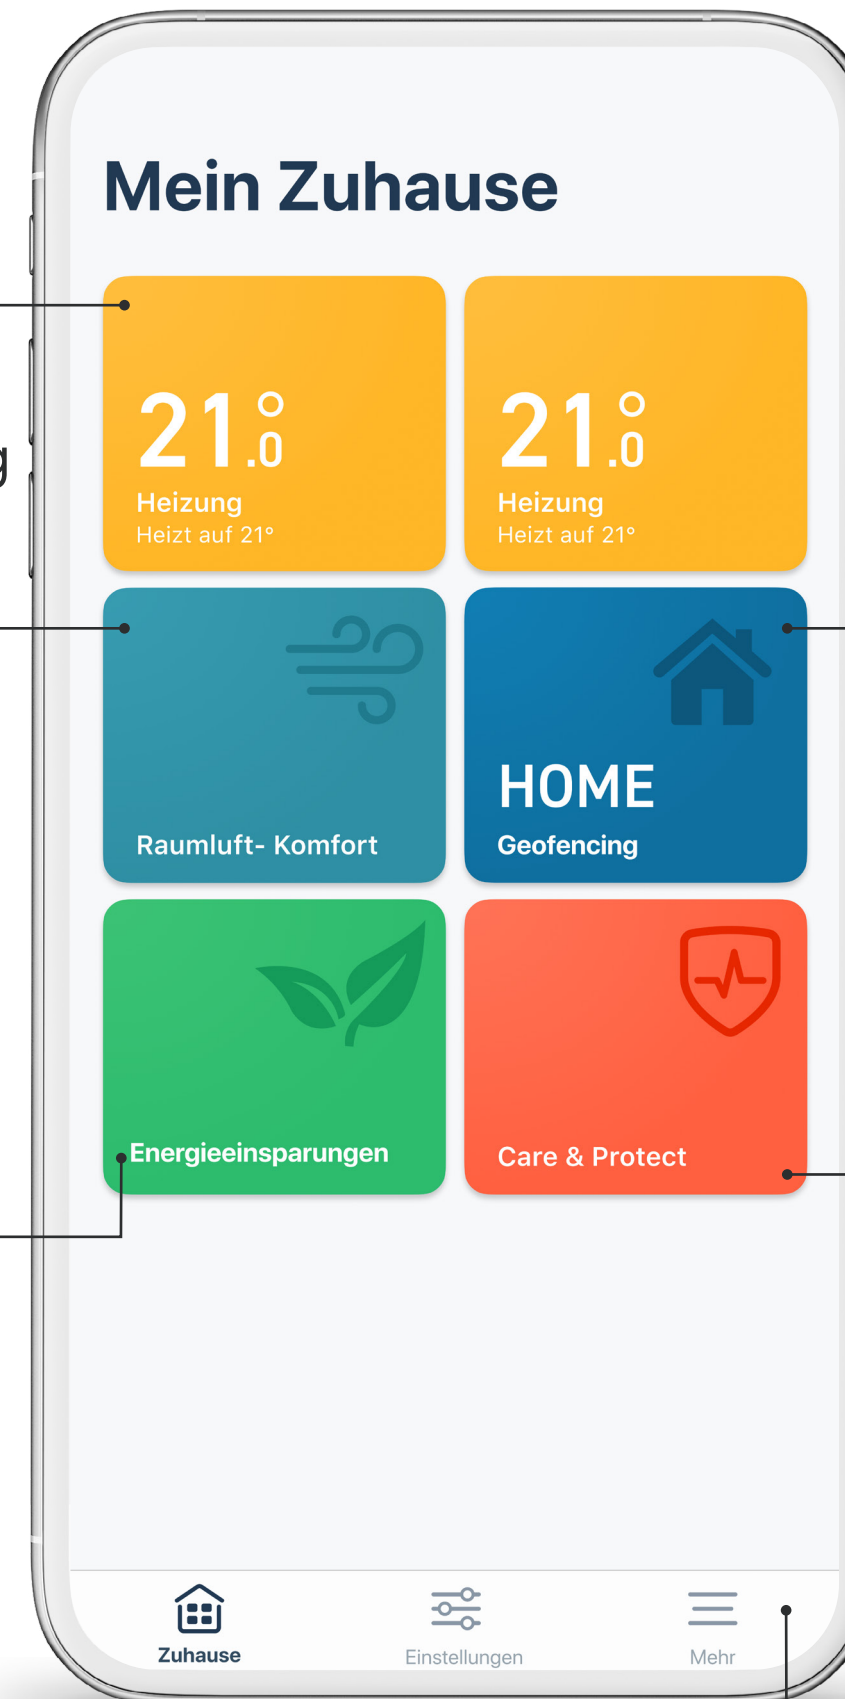 Mein Zuhause
21.0°
Heizung
Heizt auf 21°
21.0°
Heizung
Heizt auf 21°
g
Raumluft- Komfort
HOME
Geofencing
Energieeinsparungen
Care & Protect
Zuhause
Einstellungen
Mehr